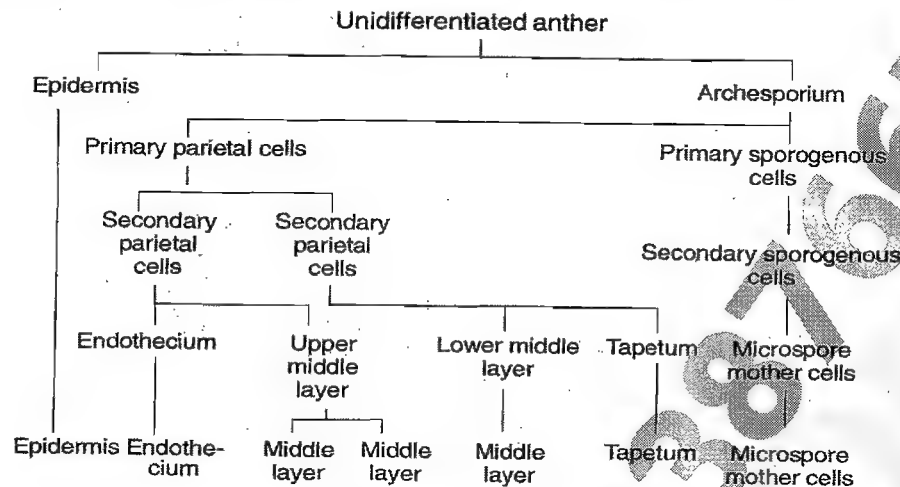 Unidifferentiated anther
Epidermis
Archesporium
Primary parietal cells
Primary sporogenous
cells
Secondary
parietal
cells
Secondary
parietal
cells
Secondary sporogenous
cells
Endothecium
Upper
middle
layer
Lower middle
layer
Tapetum
Microspore
mother cells
Epidermis
Endothe-
cium
Middle
layer
Middle
layer
Middle
layer
Tapetum
Microspore
mother cells